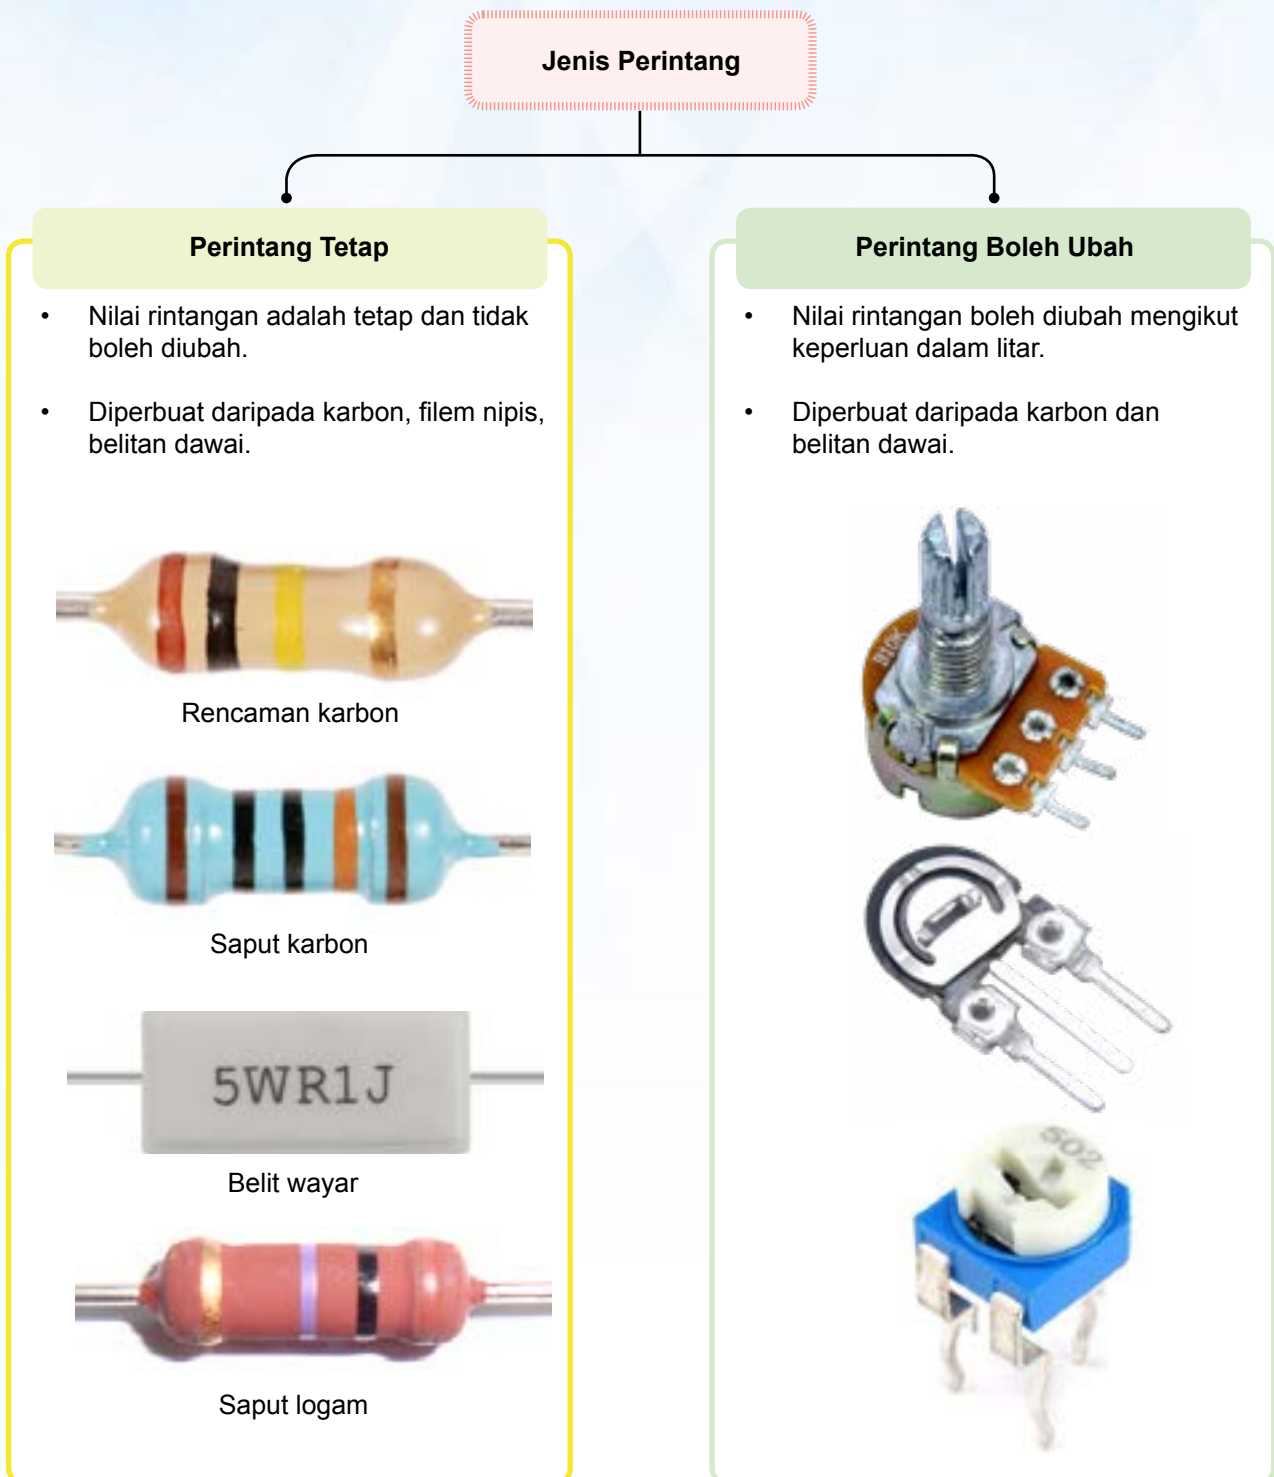 Jenis Perintang
Perintang Tetap
• Nilai rintangan adalah tetap dan tidak
boleh diubah.
• Diperbuat daripada karbon, filem nipis,
belitan dawai.
Rencaman karbon
Saput karbon
5WR1J
Belit wayar
Saput logam
Perintang Boleh Ubah
• Nilai rintangan boleh diubah mengikut
keperluan dalam litar.
• Diperbuat daripada karbon dan
belitan dawai.
B10K
502